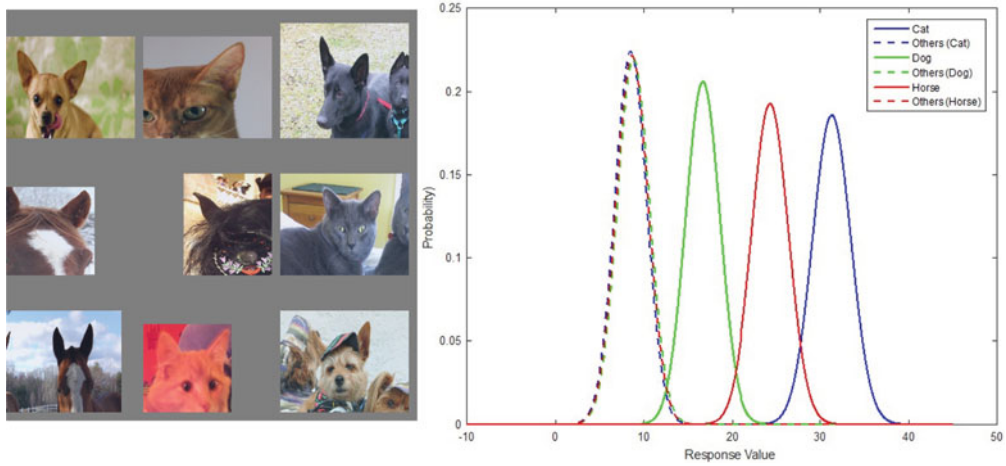 0.25
0.2
0.15
0.1
0.05
0
Probability)
-10
0
10
20
30
40
50
Response Value
Cat
Others (Cat)
Dog
Others (Dog)
Horse
Others (Horse)